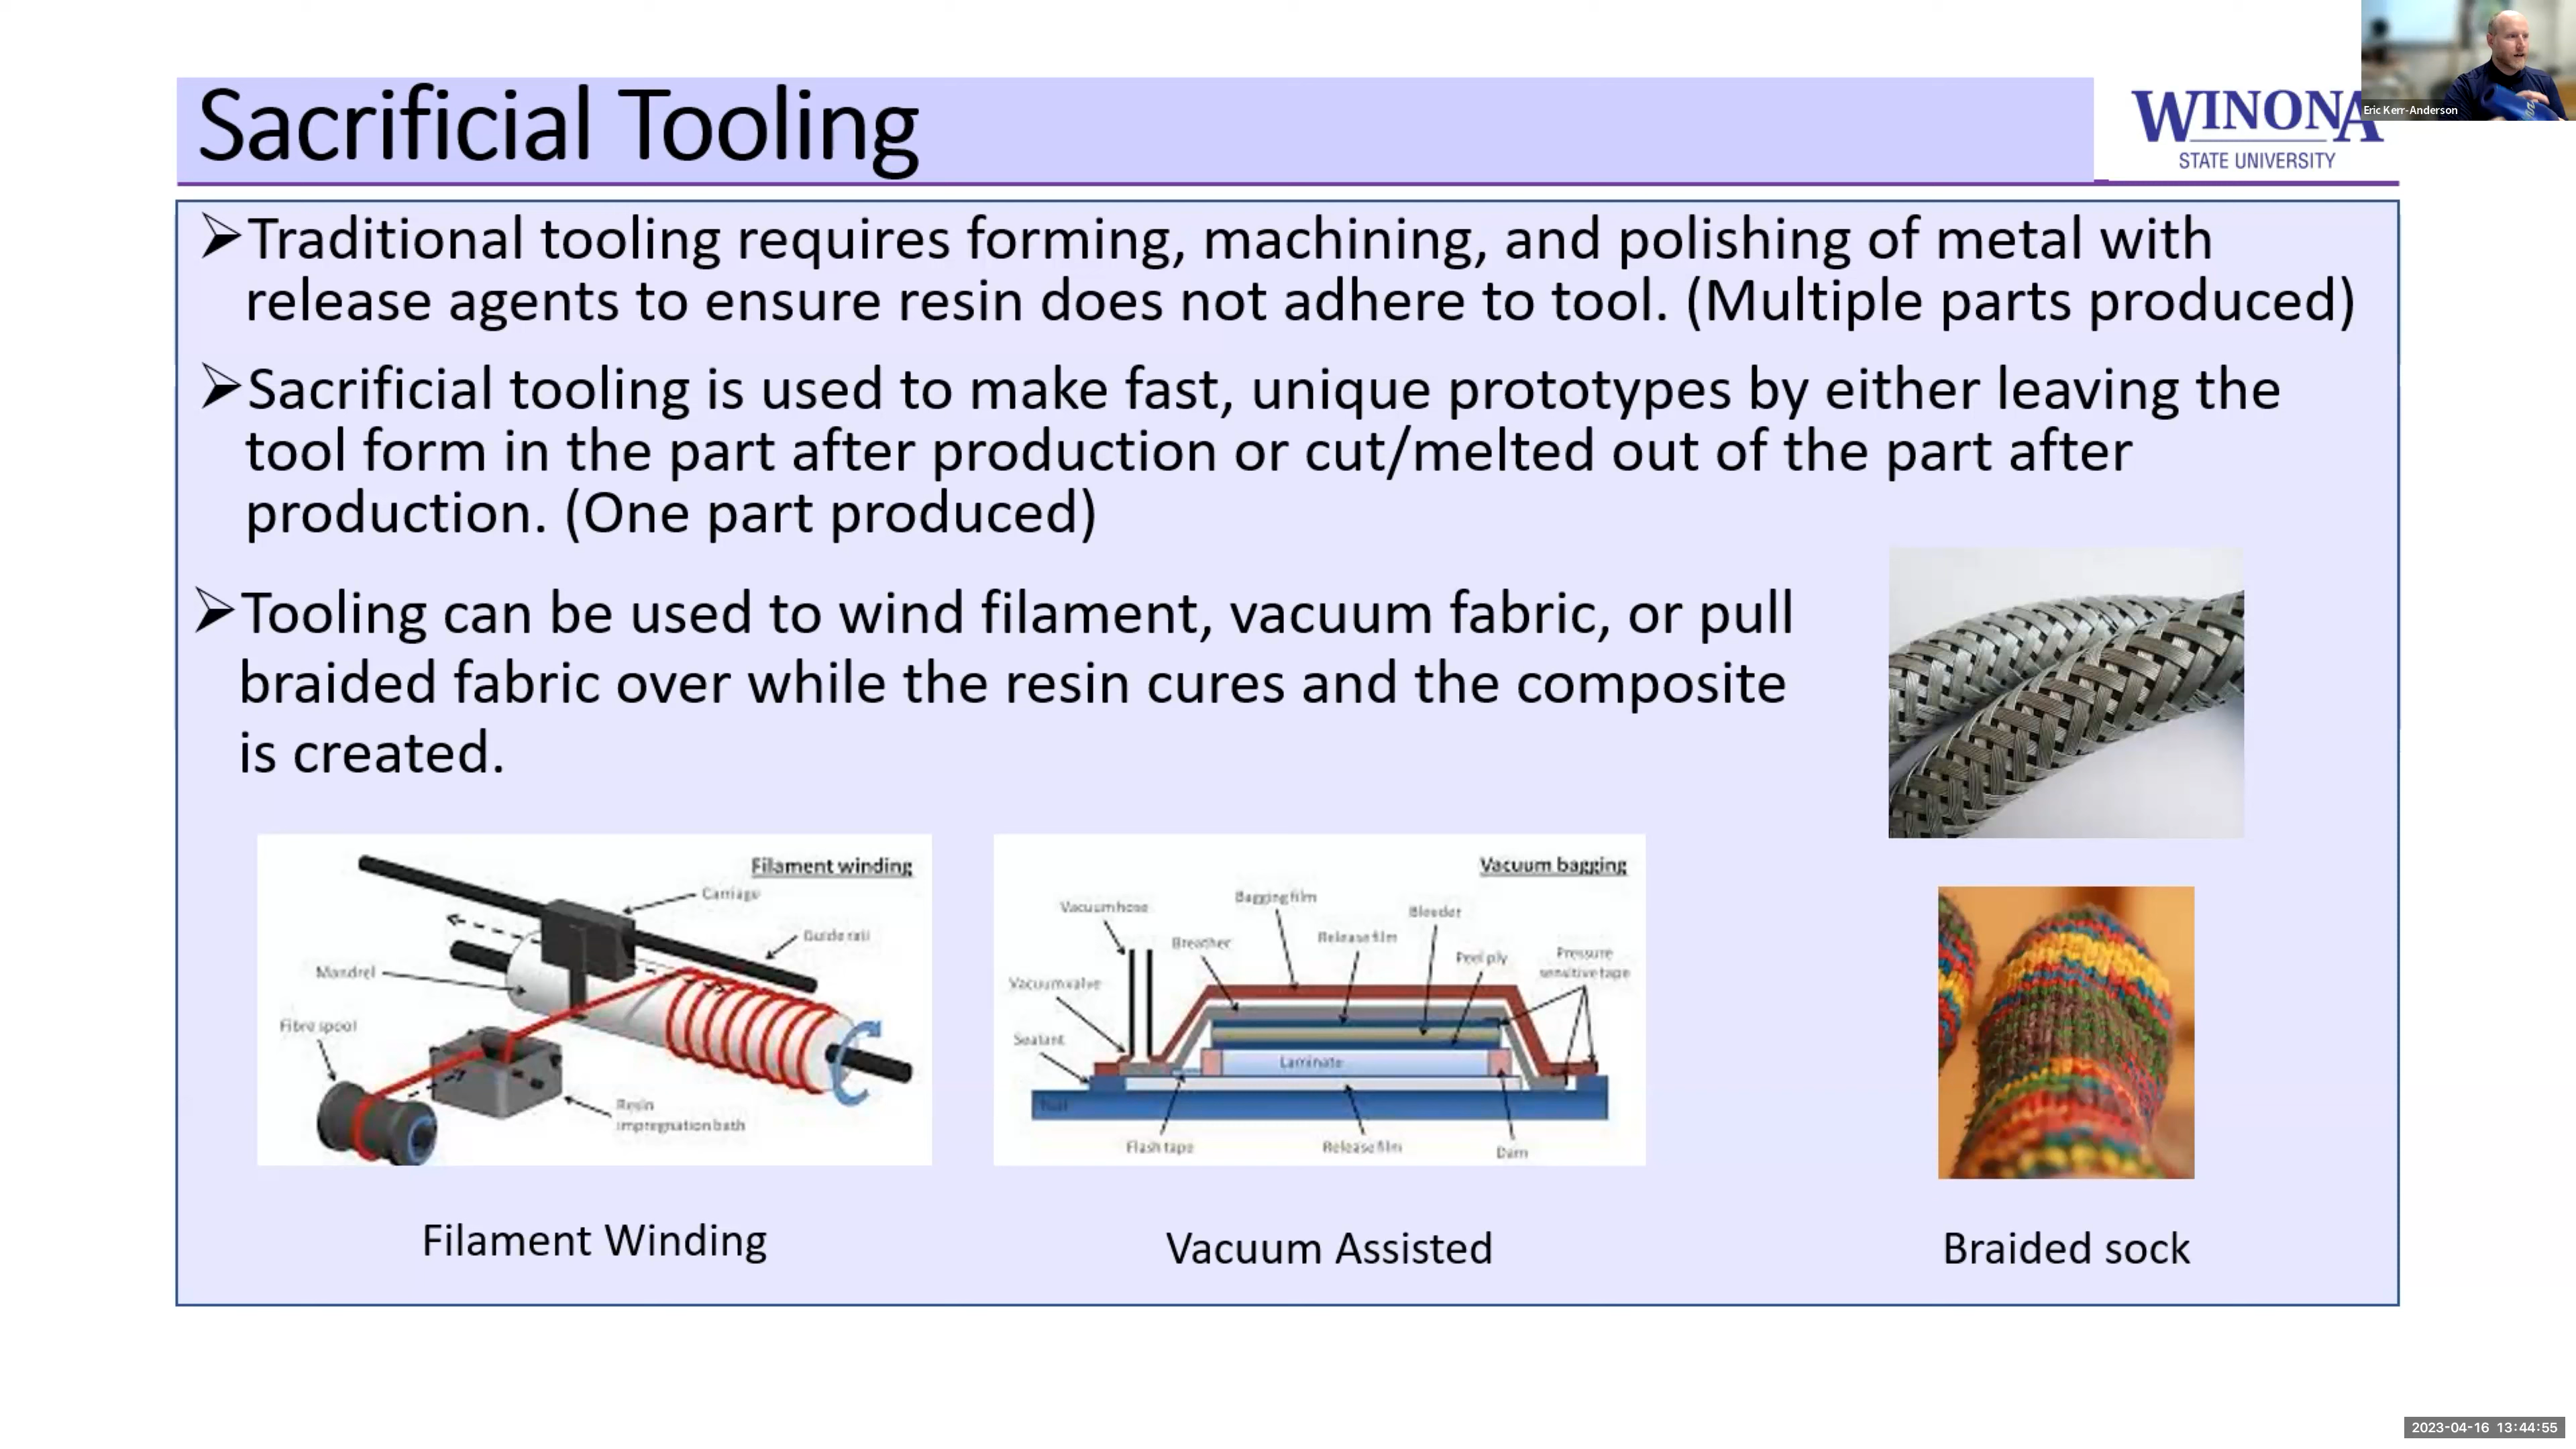 Sacrificial Tooling
WINONA
STATE UNIVERSITY
Eric Kerr-Anderson
➢Traditional tooling requires forming, machining, and polishing of metal with
release agents to ensure resin does not adhere to tool. (Multiple parts produced)
➢Sacrificial tooling is used to make fast, unique prototypes by either leaving the
tool form in the part after production or cut/melted out of the part after
production. (One part produced)
➢Tooling can be used to wind filament, vacuum fabric, or pull
braided fabric over while the resin cures and the composite
is created.
Filament winding
Carriage
Guide rail
Mandrel
Fibre spool
Resin
impregnation bath
Vacuum bagging
Vacuum hose
Bagging film
Bleeder
Breather
Release film
Peel ply
Pressure
sensitive tape
Vacuum valve
Sealant
Laminate
Tool
Flash tape
Release film
Dam
Filament Winding
Vacuum Assisted
Braided sock
2023-04-16 13:44:55